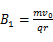 B₁ = mv₀/qr